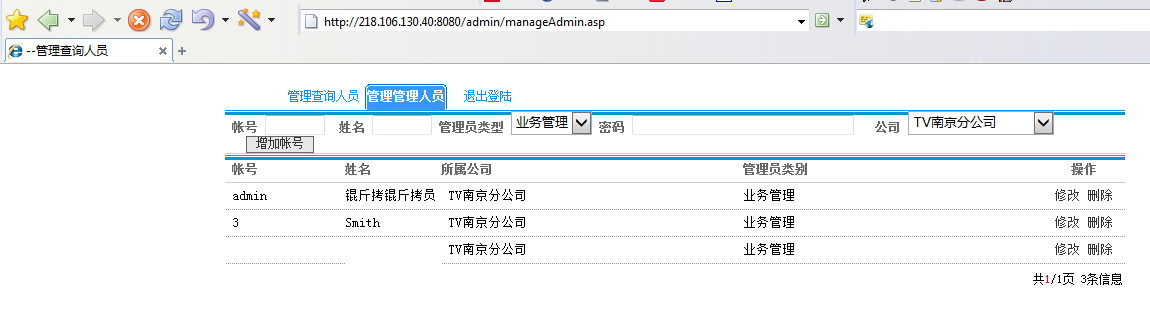 http://218.106.130.40:8080/admin/manageAdmin.asp
--管理查询人员
管理查询人员 管理管理人员 退出登陆
帐号 姓名 管理员类型 业务管理 密码 公司 TV南京分公司
增加帐号
帐号 姓名 所属公司 管理员类别 操作
admin 锟斤拷锟斤拷员 TV南京分公司 业务管理 修改 删除
3 Smith TV南京分公司 业务管理 修改 删除
TV南京分公司 业务管理 修改 删除
共1/1页 3条信息